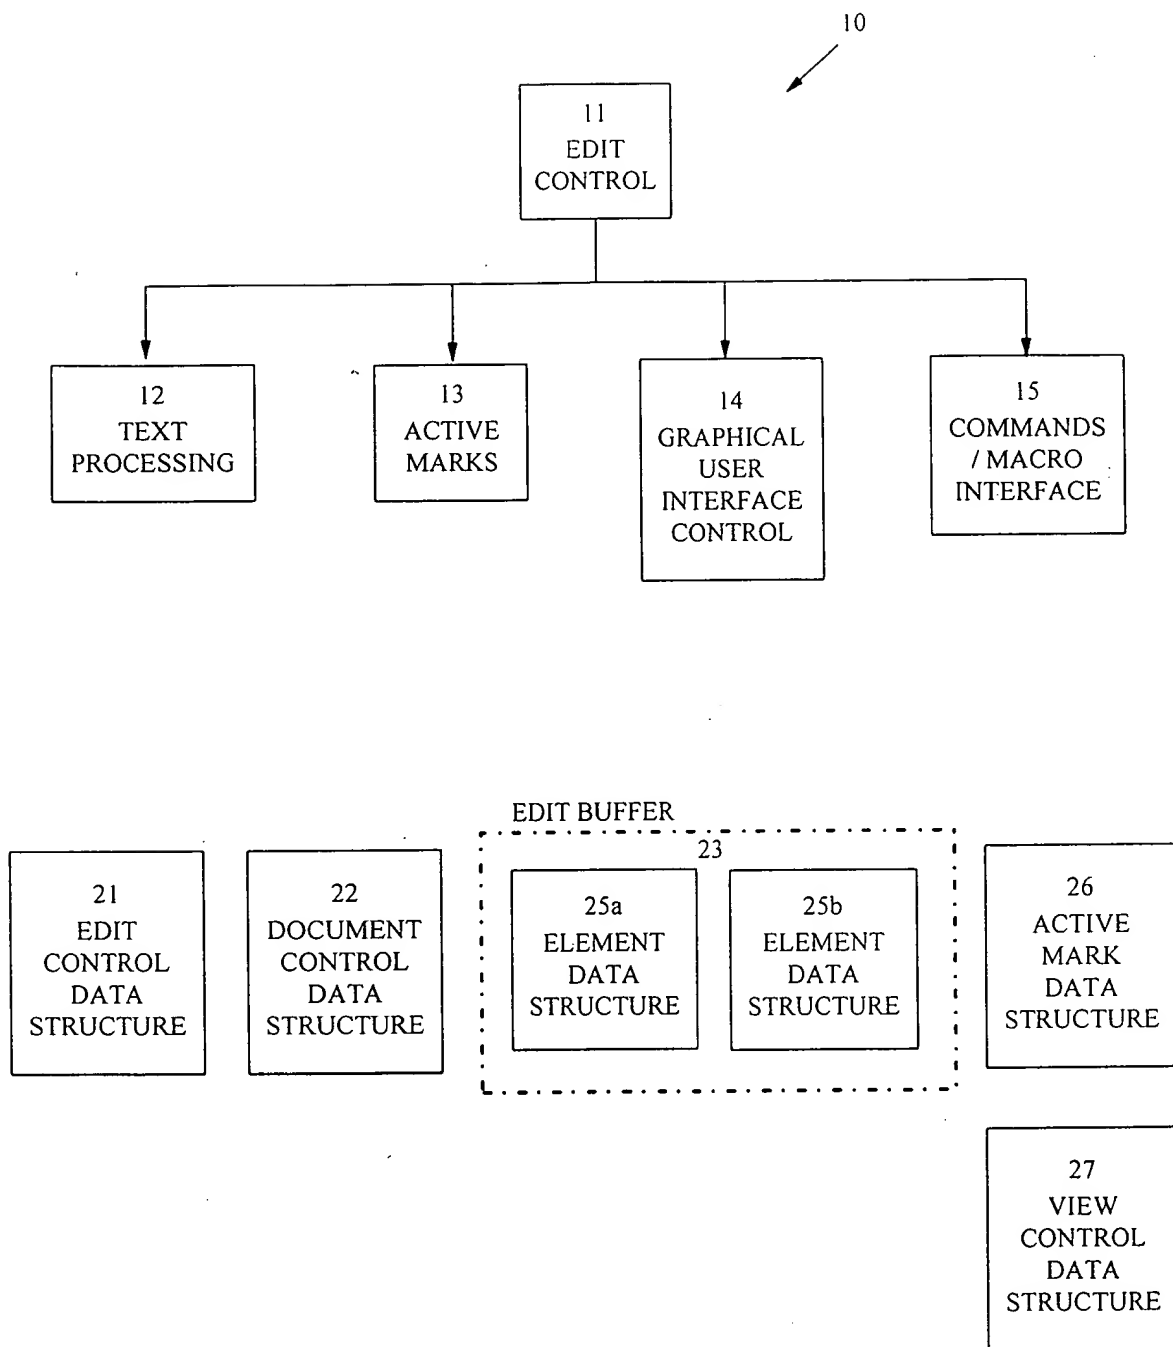 10
11
EDIT
CONTROL
12
TEXT
PROCESSING
13
ACTIVE
MARKS
14
GRAPHICAL
USER
INTERFACE
CONTROL
15
COMMANDS
/ MACRO
INTERFACE
EDIT BUFFER
23
21
EDIT
CONTROL
DATA
STRUCTURE
22
DOCUMENT
CONTROL
DATA
STRUCTURE
25a
ELEMENT
DATA
STRUCTURE
25b
ELEMENT
DATA
STRUCTURE
26
ACTIVE
MARK
DATA
STRUCTURE
27
VIEW
CONTROL
DATA
STRUCTURE